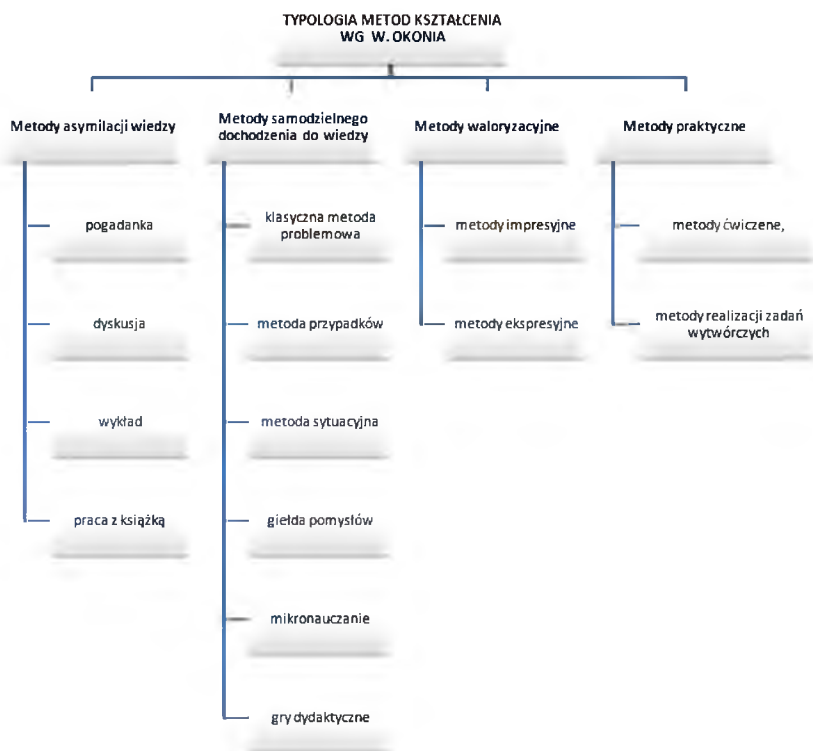 TYPOLOGIA METOD KSZTAŁCENIA
WG W. OKONIA
Metody asymilacji wiedzy
pogadanka
dyskusja
wykład
praca z książką
Metody samodzielnego
dochodzenia do wiedzy
klasyczna metoda
problemowa
metoda przypadków
metoda sytuacyjna
giełda pomysłów
mikronauczanie
gry dydaktyczne
Metody waloryzacyjne
metody impresyjne
metody ekspresyjne
Metody praktyczne
metody ćwiczene,
metody realizacji zadań
wytwórczych